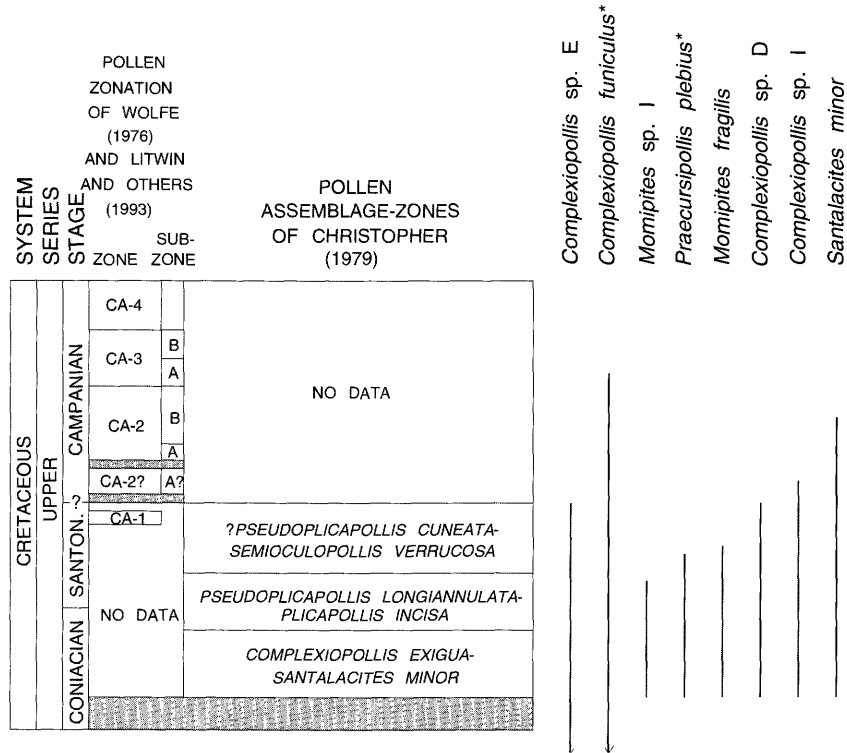 POLLEN
ZONATION
OF WOLFE
(1976)
AND LITWIN
AND OTHERS
(1993)
SYSTEM
SERIES
STAGE
ZONE
SUB-
ZONE
POLLEN
ASSEMBLAGE-ZONES
OF CHRISTOPHER
(1979)
Complexiopollis sp. E
Complexiopollis funiculus*
Momipites sp. I
Praecursipollis plebius*
Momipites fragilis
Complexiopollis sp. D
Complexiopollis sp. I
Santalacites minor
CRETACEOUS
UPPER
CAMPANIAN
?
SANTON.
CONIACIAN
CA-4
CA-3
B
A
CA-2
B
A
CA-2?
A?
CA-1
NO DATA
NO DATA
?PSEUDOPLICAPOLLIS CUNEATA-
SEMIOCULOPOLLIS VERRUCOSA
PSEUDOPLICAPOLLIS LONGIANNULATA-
PLICAPOLLIS INCISA
COMPLEXIOPOLLIS EXIGUA-
SANTALACITES MINOR